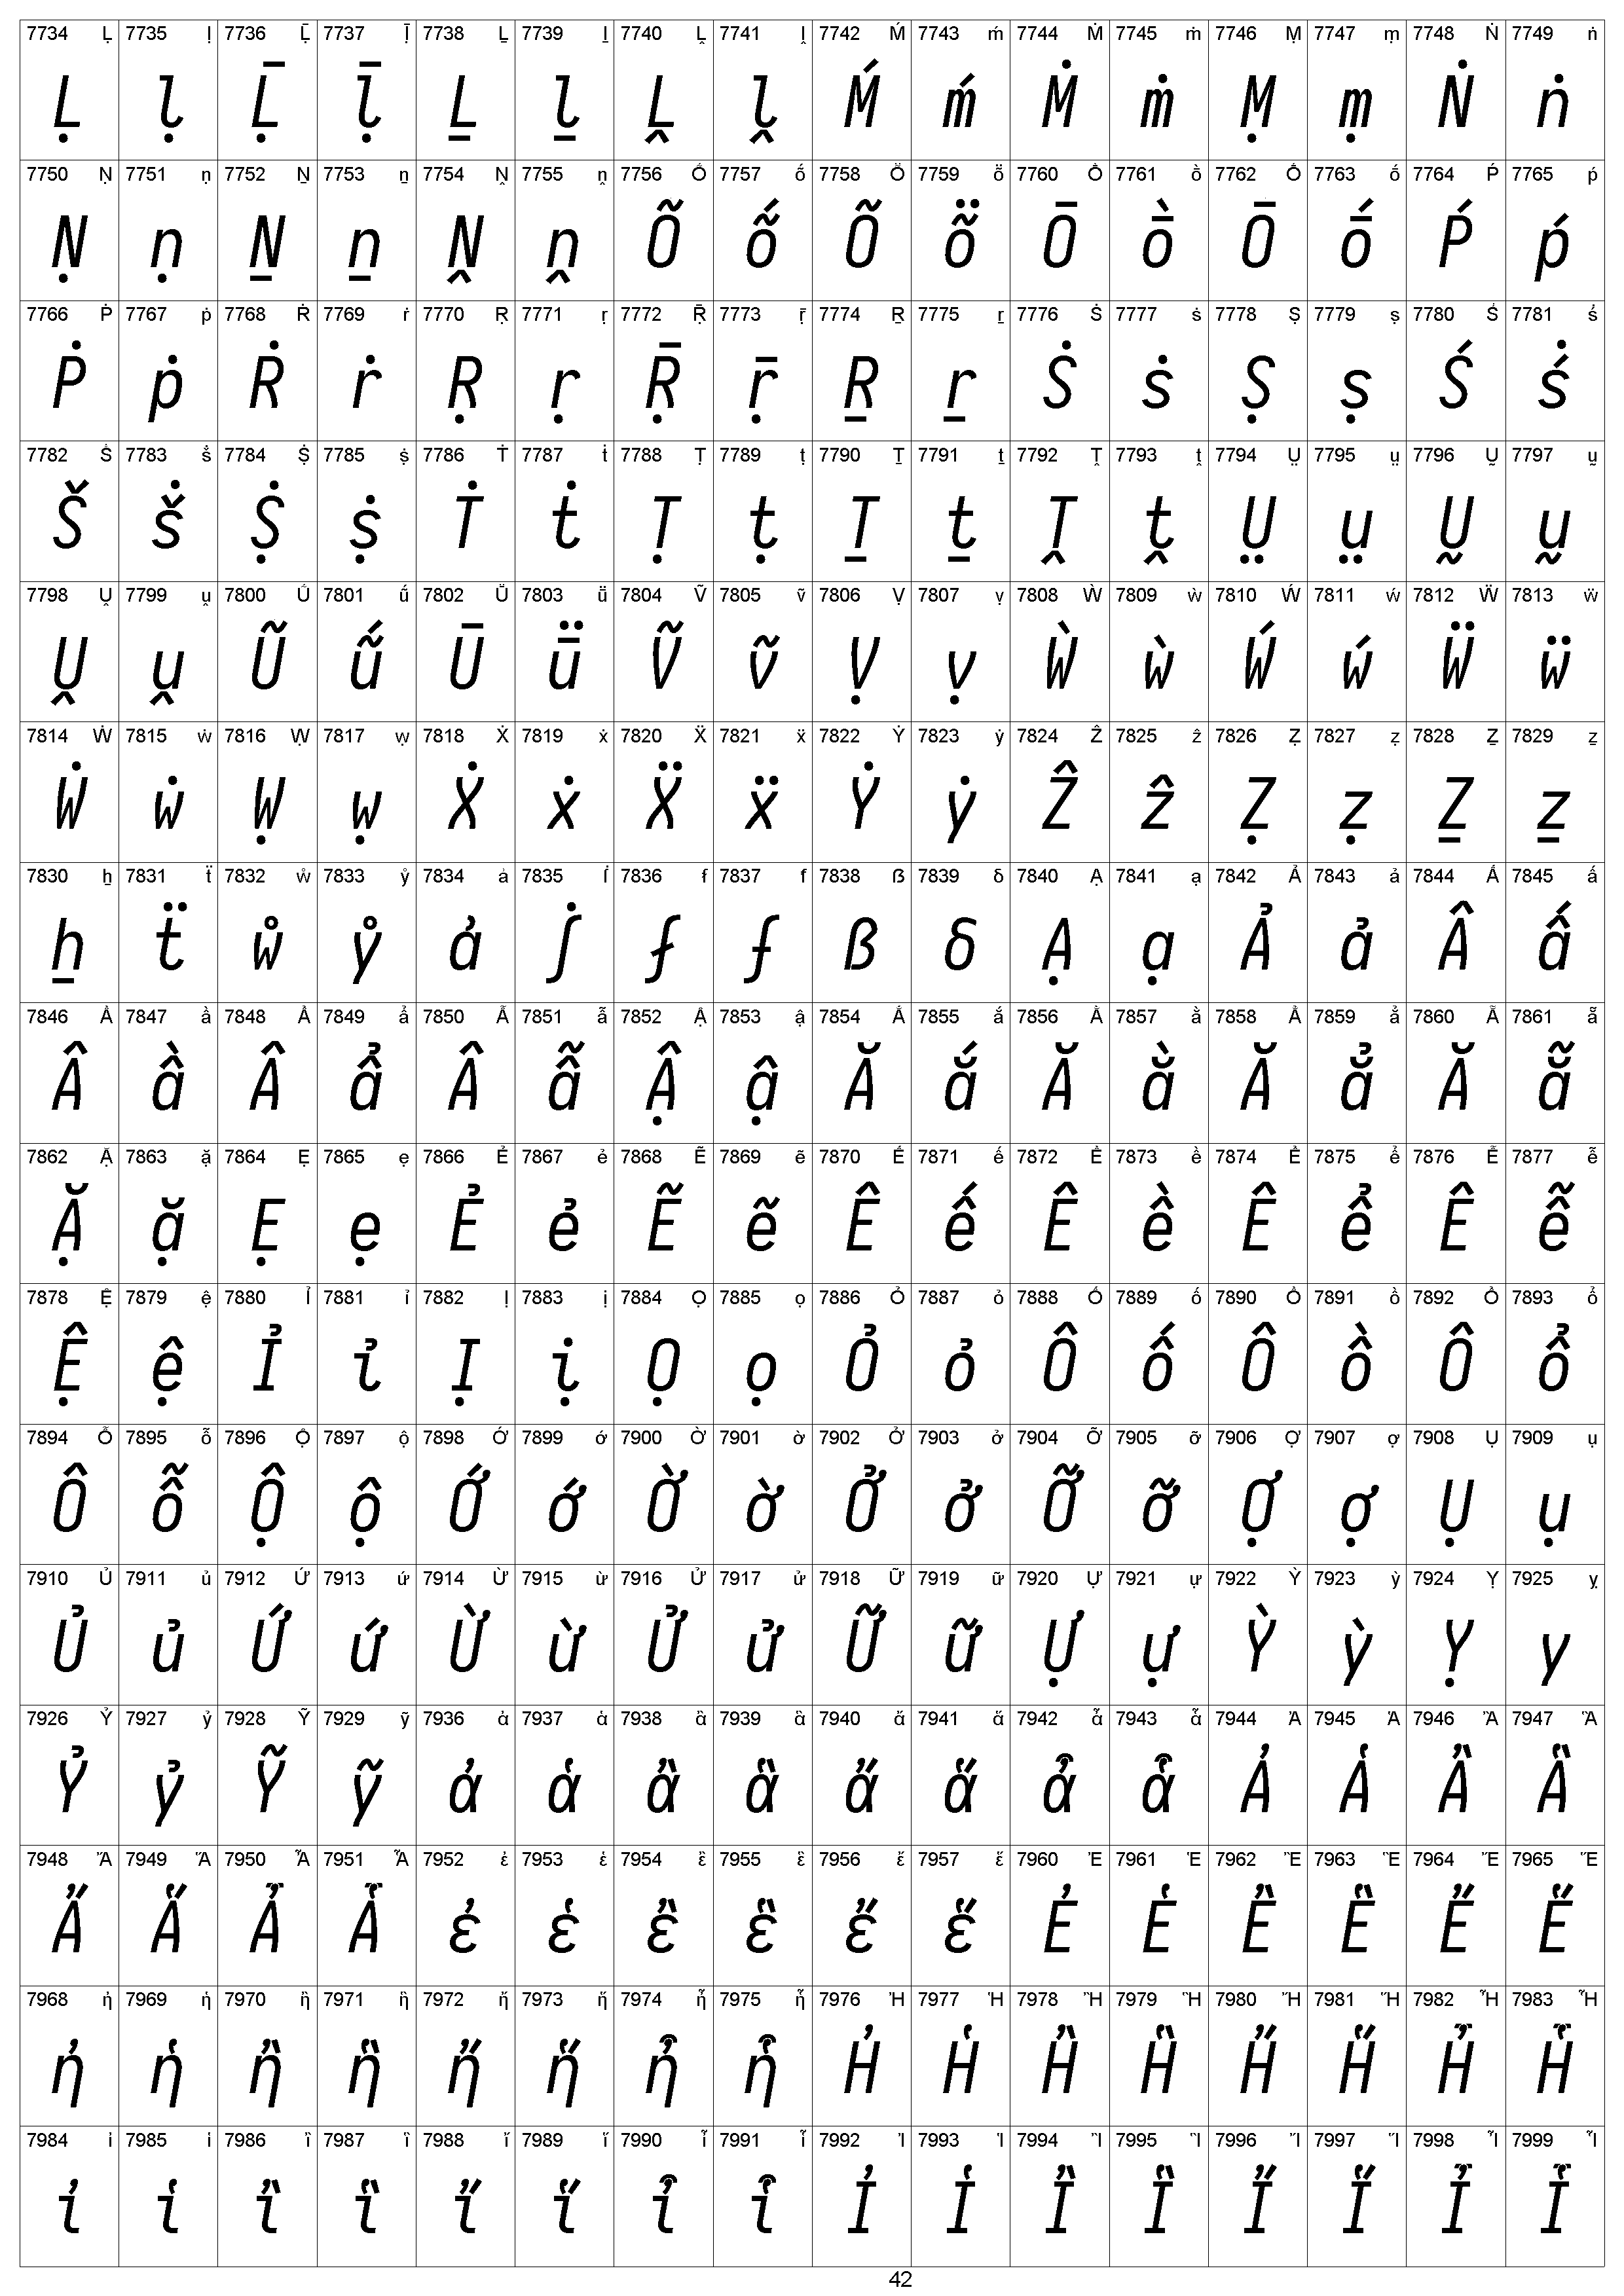 7734 Ḷ 7735 ḷ 7736 Ḹ 7737 ḹ 7738 Ḻ 7739 ḻ 7740 Ḽ 7741 ḽ 7742 Ḿ 7743 ḿ 7744 Ṁ 7745 ṁ 7746 Ṃ 7747 ṃ 7748 Ṅ 7749 ṅ
Ḷ ḷ Ḹ ḹ Ḻ ḻ Ḽ ḽ Ḿ ḿ Ṁ ṁ Ṃ ṃ Ṅ ṅ
7750 Ṇ 7751 ṇ 7752 Ṉ 7753 ṉ 7754 Ṋ 7755 ṋ 7756 Ṍ 7757 ṍ 7758 Ṏ 7759 ṏ 7760 Ṑ 7761 ṑ 7762 Ṓ 7763 ṓ 7764 Ṕ 7765 ṕ
Ṇ ṇ Ṉ ṉ Ṋ ṋ Õ ṍ Õ ṏ Ō ṑ Ō ṓ Ṕ ṕ
7766 Ṗ 7767 ṗ 7768 Ṙ 7769 ṙ 7770 Ṛ 7771 ṛ 7772 Ṝ 7773 ṝ 7774 Ṟ 7775 ṟ 7776 Ṡ 7777 ṡ 7778 Ṣ 7779 ṣ 7780 Ṥ 7781 ṥ
Ṗ ṗ Ṙ ṙ Ṛ ṛ Ṝ ṝ Ṟ ṟ Ṡ ṡ Ṣ ṣ Ś ṥ
7782 Ṧ 7783 ṧ 7784 Ṩ 7785 ṩ 7786 Ṫ 7787 ṫ 7788 Ṭ 7789 ṭ 7790 Ṯ 7791 ṯ 7792 Ṱ 7793 ṱ 7794 Ṳ 7795 ṳ 7796 Ṵ 7797 ṵ
Š ṧ Ṩ ṩ Ṫ ṫ Ṭ ṭ Ṯ ṯ Ṱ ṱ Ṳ ṳ Ṵ ṵ
7798 Ṷ 7799 ṷ 7800 Ṹ 7801 ṹ 7802 Ṻ 7803 ṻ 7804 Ṽ 7805 ṽ 7806 Ṿ 7807 ṿ 7808 Ẁ 7809 ẁ 7810 Ẃ 7811 ẃ 7812 Ẅ 7813 ẅ
Ṷ ṷ Ũ ṹ Ū ṻ Ṽ ṽ Ṿ ṿ Ẁ ẁ Ẃ ẃ Ẅ ẅ
7814 Ẇ 7815 ẇ 7816 Ẉ 7817 ẉ 7818 Ẋ 7819 ẋ 7820 Ẍ 7821 ẍ 7822 Ẏ 7823 ẏ 7824 Ẑ 7825 ẑ 7826 Ẓ 7827 ẓ 7828 Ẕ 7829 ẕ
Ẇ ẇ Ẉ ẉ Ẋ ẋ Ẍ ẍ Ẏ ẏ Ẑ ẑ Ẓ ẓ Ẕ ẕ
7830 ẖ 7831 ẗ 7832 ẘ 7833 ẙ 7834 ẚ 7835 ẛ 7836 ẜ 7837 ẝ 7838 ẞ 7839 ẟ 7840 Ạ 7841 ạ 7842 Ả 7843 ả 7844 Ấ 7845 ấ
ẖ ẗ ẘ ẙ ẚ ẛ ẜ ẝ ẞ ẟ Ạ ạ Ả ả Â ấ
7846 Ầ 7847 ầ 7848 Ẩ 7849 ẩ 7850 Ẫ 7851 ẫ 7852 Ậ 7853 ậ 7854 Ắ 7855 ắ 7856 Ằ 7857 ằ 7858 Ẳ 7859 ẳ 7860 Ẵ 7861 ẵ
Â ầ Â ẩ Â ẫ Ậ ậ Ă ắ Ă ằ Ă ẳ Ă ẵ
7862 Ặ 7863 ặ 7864 Ẹ 7865 ẹ 7866 Ẻ 7867 ẻ 7868 Ẽ 7869 ẽ 7870 Ế 7871 ế 7872 Ề 7873 ề 7874 Ể 7875 ể 7876 Ễ 7877 ễ
Ặ ặ Ẹ ẹ Ẻ ẻ Ẽ ẽ Ê ế Ê ề Ê ể Ê ễ
7878 Ệ 7879 ệ 7880 Ỉ 7881 ỉ 7882 Ị 7883 ị 7884 Ọ 7885 ọ 7886 Ỏ 7887 ỏ 7888 Ố 7889 ố 7890 Ồ 7891 ồ 7892 Ổ 7893 ổ
Ệ ệ Ỉ ỉ Ị ị Ọ ọ Ỏ ỏ Ô ố Ô ồ Ô ổ
7894 Ỗ 7895 ỗ 7896 Ộ 7897 ộ 7898 Ớ 7899 ớ 7900 Ờ 7901 ờ 7902 Ở 7903 ở 7904 Ỡ 7905 ỡ 7906 Ợ 7907 ợ 7908 Ụ 7909 ụ
Ô ỗ Ộ ộ Ớ ớ Ờ ờ Ở ở Ỡ ỡ Ợ ợ Ụ ụ
7910 Ủ 7911 ủ 7912 Ứ 7913 ứ 7914 Ừ 7915 ừ 7916 Ử 7917 ử 7918 Ữ 7919 ữ 7920 Ự 7921 ự 7922 Ỳ 7923 ỳ 7924 Ỵ 7925 ỵ
Ủ ủ Ứ ứ Ừ ừ Ử ử Ữ ữ Ự ự Ỳ ỳ Ỵ y
7926 Ỷ 7927 ỷ 7928 Ỹ 7929 ỹ 7936 ἀ 7937 ἁ 7938 ἂ 7939 ἃ 7940 ἄ 7941 ἅ 7942 ἆ 7943 ἇ 7944 Ἀ 7945 Ἁ 7946 Ἂ 7947 Ἃ
Ỷ ỷ Ỹ ỹ ἀ ἁ ἂ ἃ ἄ ἅ ἆ ἇ Ἀ Ἁ Ἂ Ἃ
7948 Ἄ 7949 Ἅ 7950 Ἆ 7951 Ἇ 7952 ἐ 7953 ἑ 7954 ἒ 7955 ἓ 7956 ἔ 7957 ἕ 7960 Ἐ 7961 Ἑ 7962 Ἒ 7963 Ἓ 7964 Ἔ 7965 Ἕ
Ἄ Ἅ Ἆ Ἇ ἐ ἑ ἒ ἓ ἔ ἕ Ἐ Ἑ Ἒ Ἓ Ἔ Ἕ
7968 ἠ 7969 ἡ 7970 ἢ 7971 ἣ 7972 ἤ 7973 ἥ 7974 ἦ 7975 ἧ 7976 Ἠ 7977 Ἡ 7978 Ἢ 7979 Ἣ 7980 Ἤ 7981 Ἥ 7982 Ἦ 7983 Ἧ
ἠ ἡ ἢ ἣ ἤ ἥ ἦ ἧ Ἠ Ἡ Ἢ Ἣ Ἤ Ἥ Ἦ Ἧ
7984 ἰ 7985 ἱ 7986 ἲ 7987 ἳ 7988 ἴ 7989 ἵ 7990 ἶ 7991 ἷ 7992 Ἰ 7993 Ἱ 7994 Ἲ 7995 Ἳ 7996 Ἴ 7997 Ἵ 7998 Ἶ 7999 Ἷ
ἰ ἱ ἲ ἳ ἴ ἵ ἶ ἷ Ἰ Ἱ Ἲ Ἳ Ἴ Ἵ Ἶ Ἷ
42